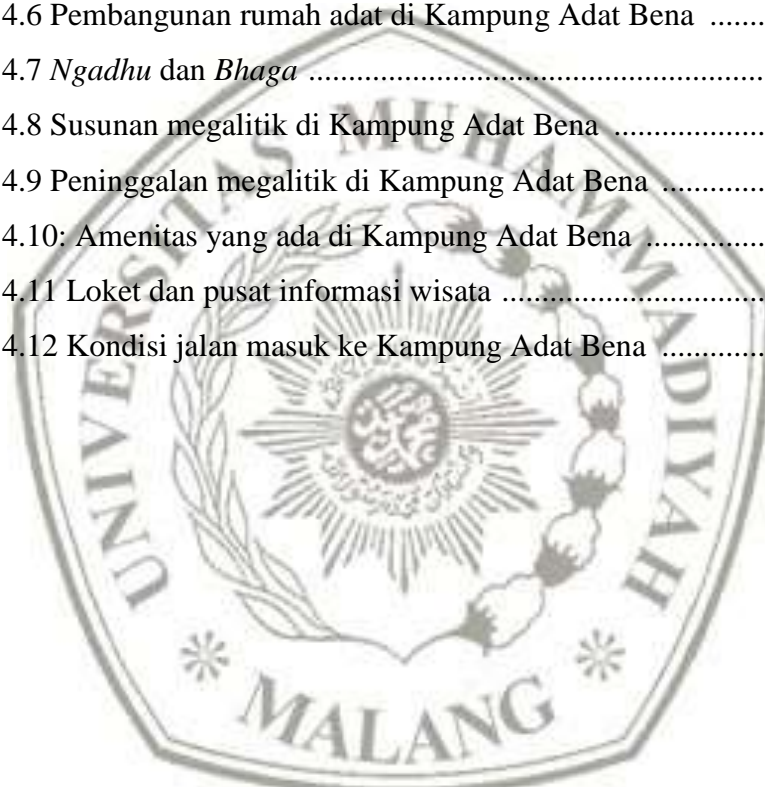 4.6 Pembangunan rumah adat di Kampung Adat Bena .......
4.7 Ngadhu dan Bhaga .........................................................
4.8 Susunan megalitik di Kampung Adat Bena ...................
4.9 Peninggalan megalitik di Kampung Adat Bena .............
4.10: Amenitas yang ada di Kampung Adat Bena ...............
4.11 Loket dan pusat informasi wisata .................................
4.12 Kondisi jalan masuk ke Kampung Adat Bena .............
UNIVERSITAS MUHAMMADIYAH
MALANG